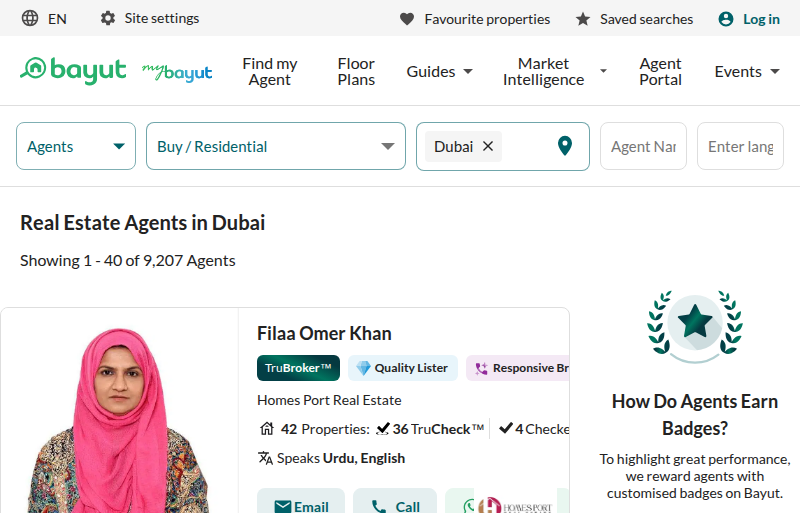 EN Site settings Favourite properties Saved searches Log in
bayut mybayut Find my Agent Floor Plans Guides Market Intelligence Agent Portal Events
Agents Buy / Residential Dubai Agent Nar Enter lang
Real Estate Agents in Dubai
Showing 1 - 40 of 9,207 Agents
Filaa Omer Khan
TruBroker™ Quality Lister Responsive Br
Homes Port Real Estate
42 Properties: 36 TruCheck™ 4 Checke
Speaks Urdu, English
Email Call HOMES PORT
How Do Agents Earn
Badges?
To highlight great performance,
we reward agents with
customised badges on Bayut.